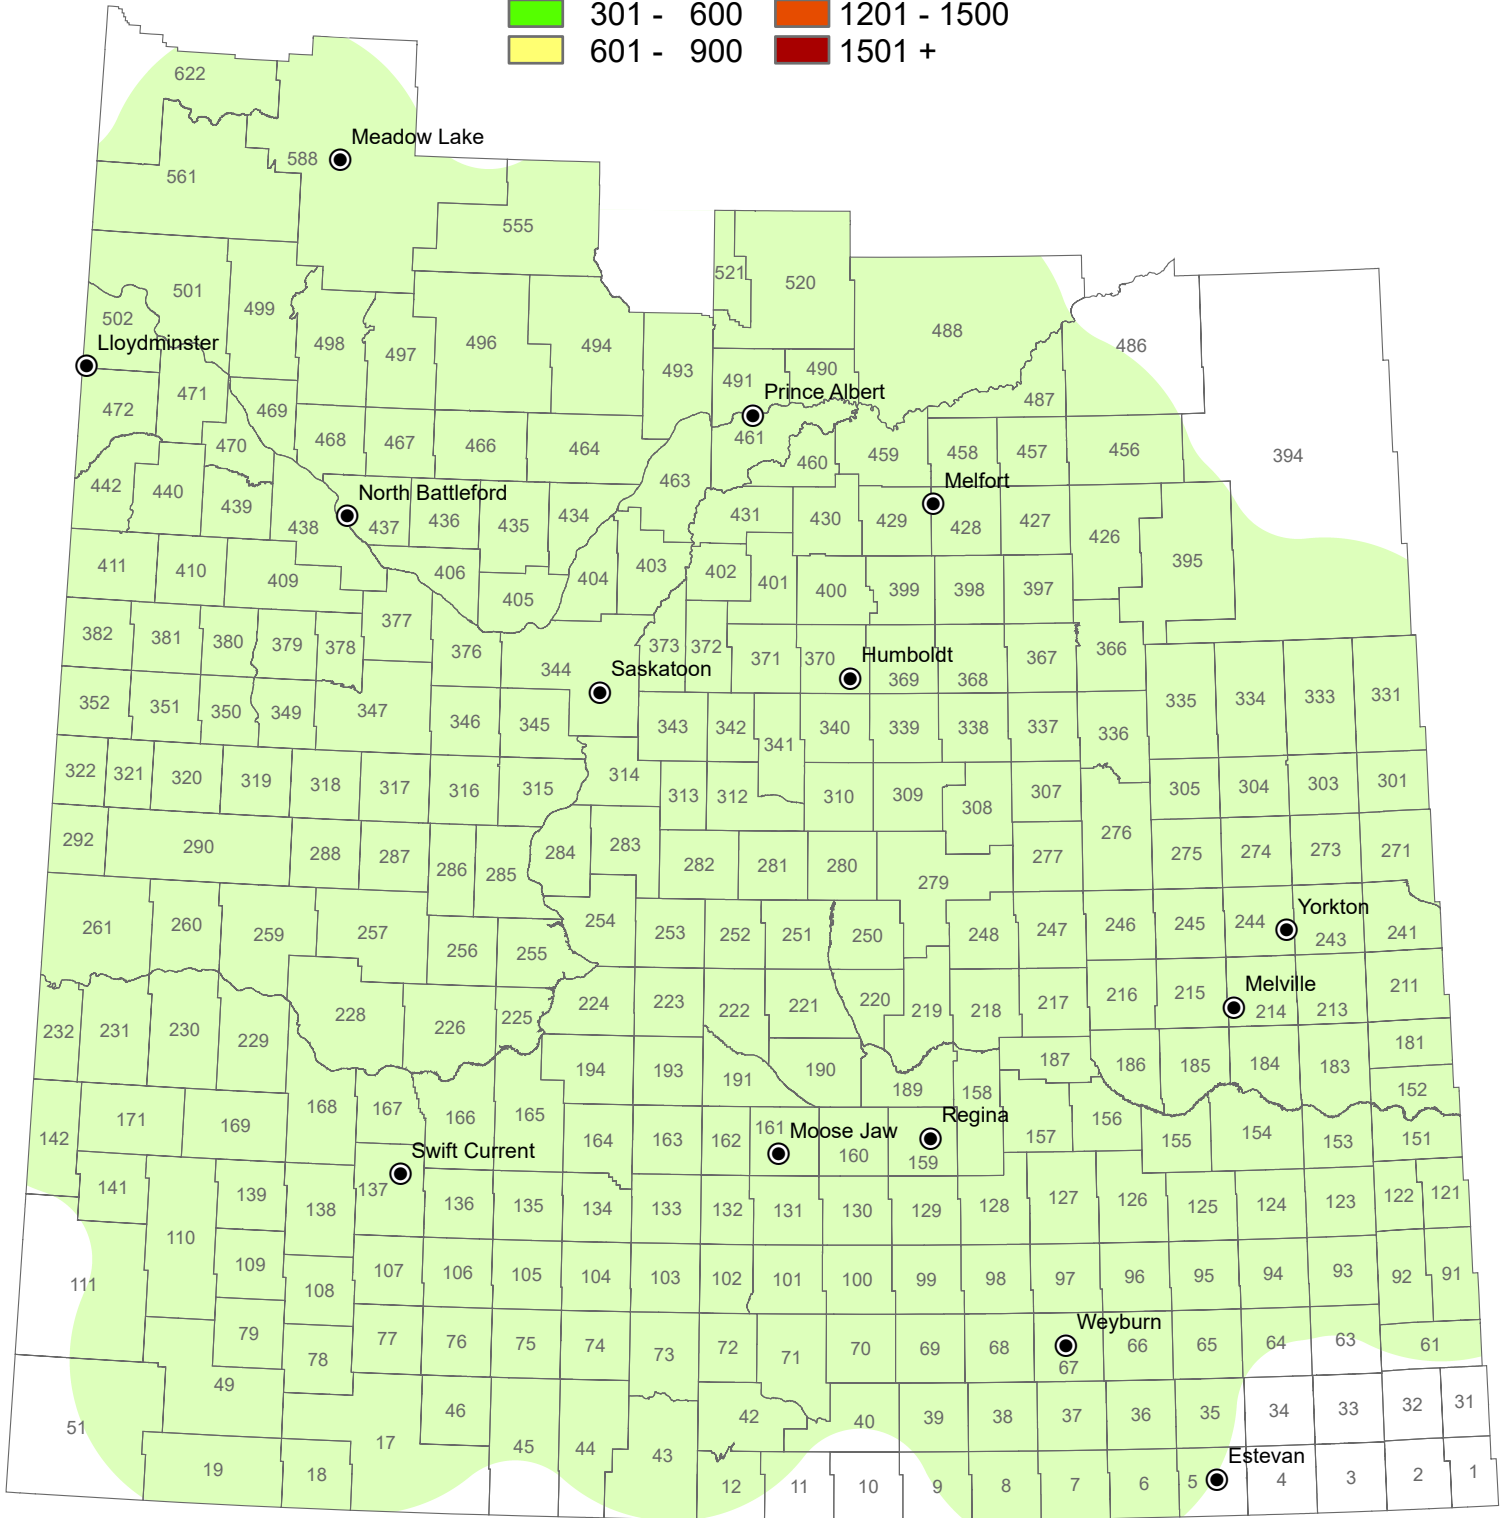 301 - 600 1201 - 1500
601 - 900 1501 +
622
Meadow Lake
588
561
555
521 520
501
499
502
488
498 497 496 494
486
Lloydminster
493
491 490
471
472
469
Prince Albert
487
461
470
468 467 466 464
460 459 458 457 456
394
463
Melfort
442 440 439
North Battleford
438 437 436 435 434
431 430 429 428 427
426
395
411 410 409
406 405 404 403
402 401 400 399 398 397
382 381 380 379 378 377
376
344
Saskatoon
373 372 371 370
Humboldt
369 368 367 366
352 351 350 349 347
346 345
343 342 341 340 339 338 337 336
335 334 333 331
322 321 320 319 318 317 316 315
314
313 312 310 309 308 307
305 304 303 301
292 290 288 287 286 285
284 283
282 281 280 279 277 276
275 274 273 271
261 260 259 257 256 255
254 253 252 251 250 248 247 246 245 244
Yorkton
243 241
232 231 230 229 228 226 225
224 223 222 221 220 219 218 217 216 215
Melville
214 213 211
194 193 191 190 189
187 186 185 184 183 181
152
142 171 169 168 167 166 165
164 163 162 161
Moose Jaw
160
Regina
159 158 157 156 155 154 153 151
Swift Current
141 139 138 137 136 135 134 133 132 131 130 129 128 127 126 125 124 123 122 121
111 110 109 108 107 106 105 104 103 102 101 100 99 98 97 96 95 94 93 92 91
79 78 77 76 75 74 73 72 71 70 69 68
Weyburn
67 66 65 64 63 61
51 49 46 45 44 43 42 40 39 38 37 36 35 34 33 32 31
19 18 17
12 11 10 9 8 7 6 5
Estevan
4 3 2 1